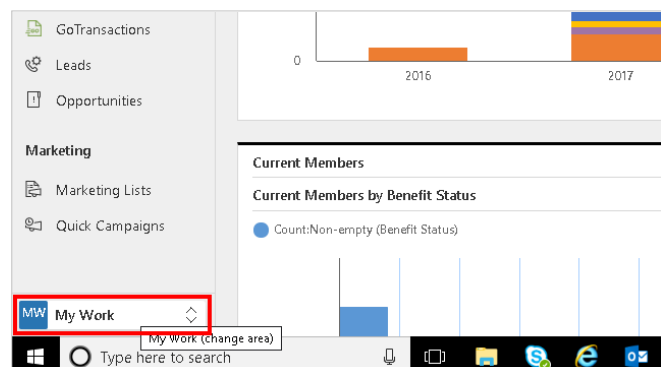 GoTransactions
Leads
Opportunities
Marketing
Marketing Lists
Quick Campaigns
MW My Work
My Work (change area)
Type here to search
0
2016 2017
Current Members
Current Members by Benefit Status
Count:Non-empty (Benefit Status)